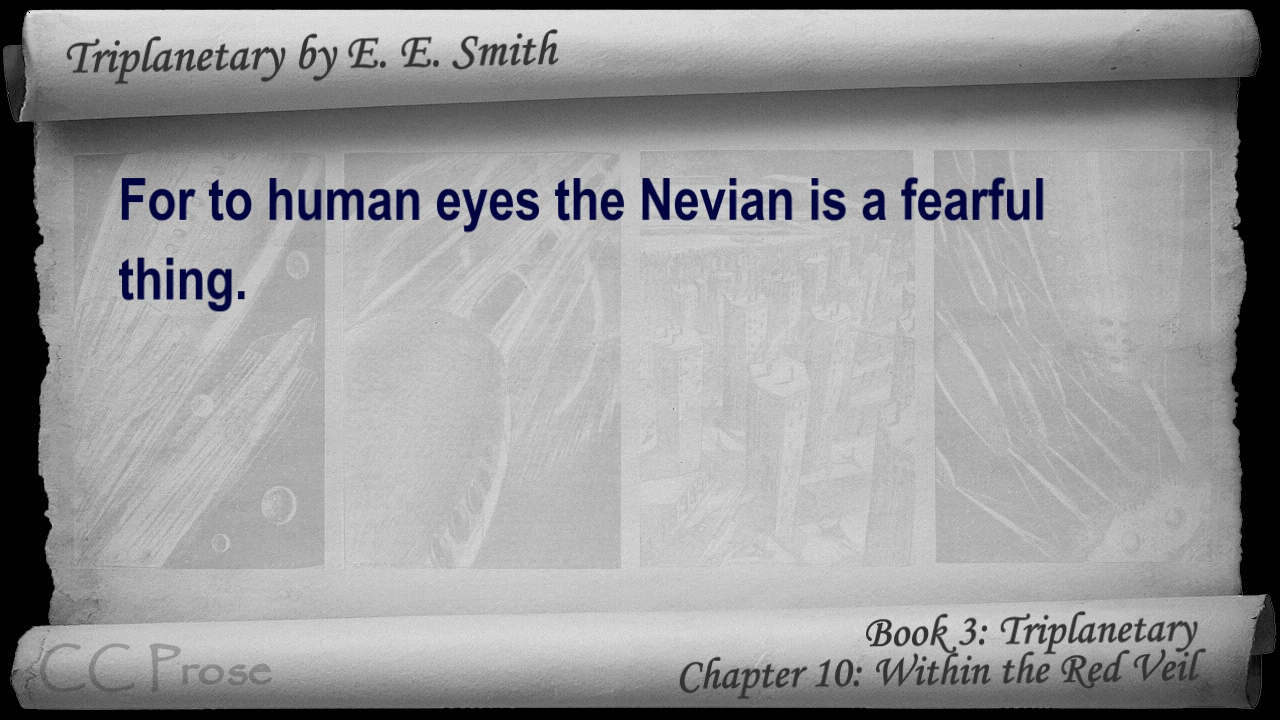 Triplanetary by E. E. Smith
For to human eyes the Nevian is a fearful
thing.
Book 3: Triplanetary
Chapter 10: Within the Red Veil
CC Prose